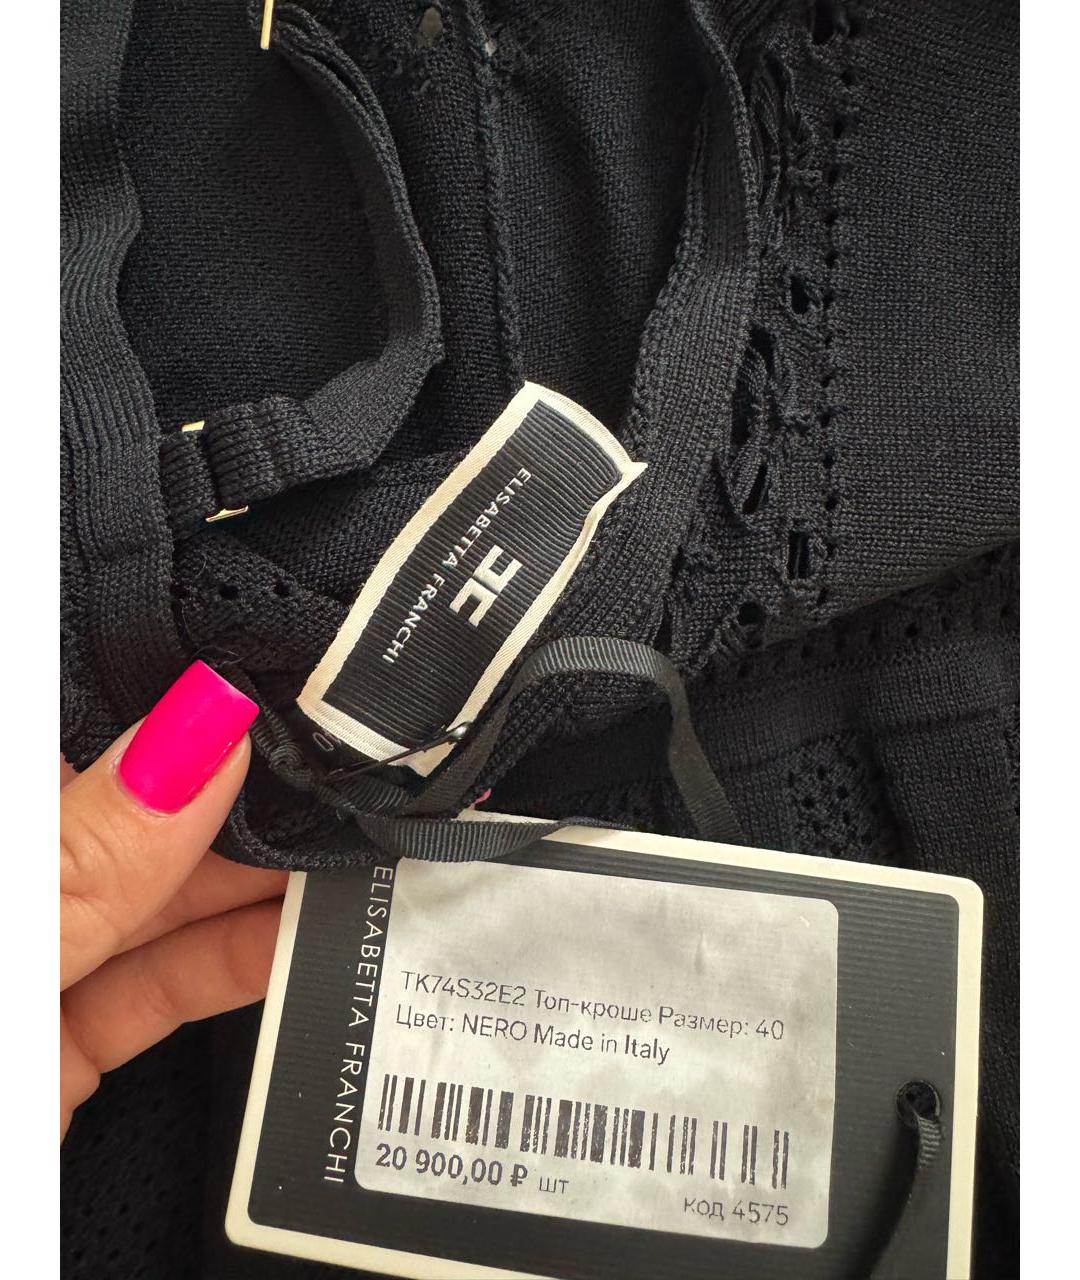 ELISABETTA FRANCHI
ELISABETTA FRANCHI
TK74S32E2 Топ-кроше Размер: 40
Цвет: NERO Made in Italy
20 900,00 ₽ шт
код 4575